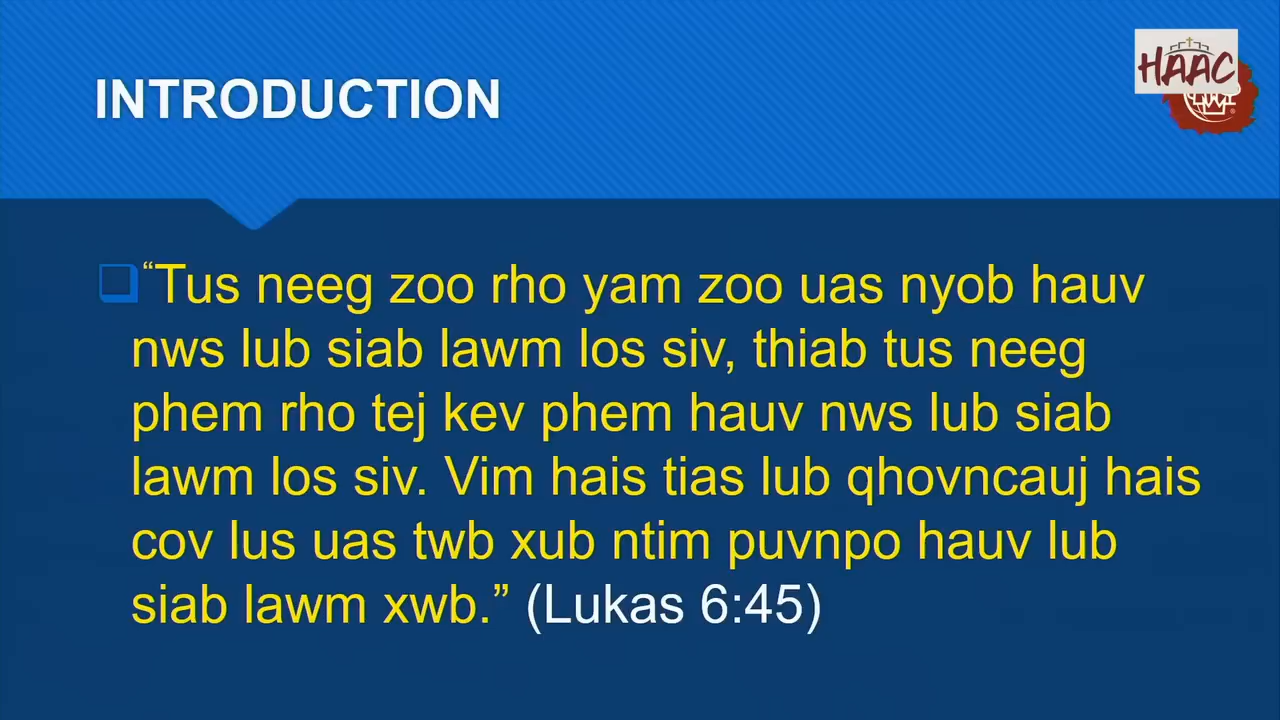 HAAC
INTRODUCTION
“Tus neeg zoo rho yam zoo uas nyob hauv
nws lub siab lawm los siv, thiab tus neeg
phem rho tej kev phem hauv nws lub siab
lawm los siv. Vim hais tias lub qhovncauj hais
cov lus uas twb xub ntim puvnpo hauv lub
siab lawm xwb.” (Lukas 6:45)